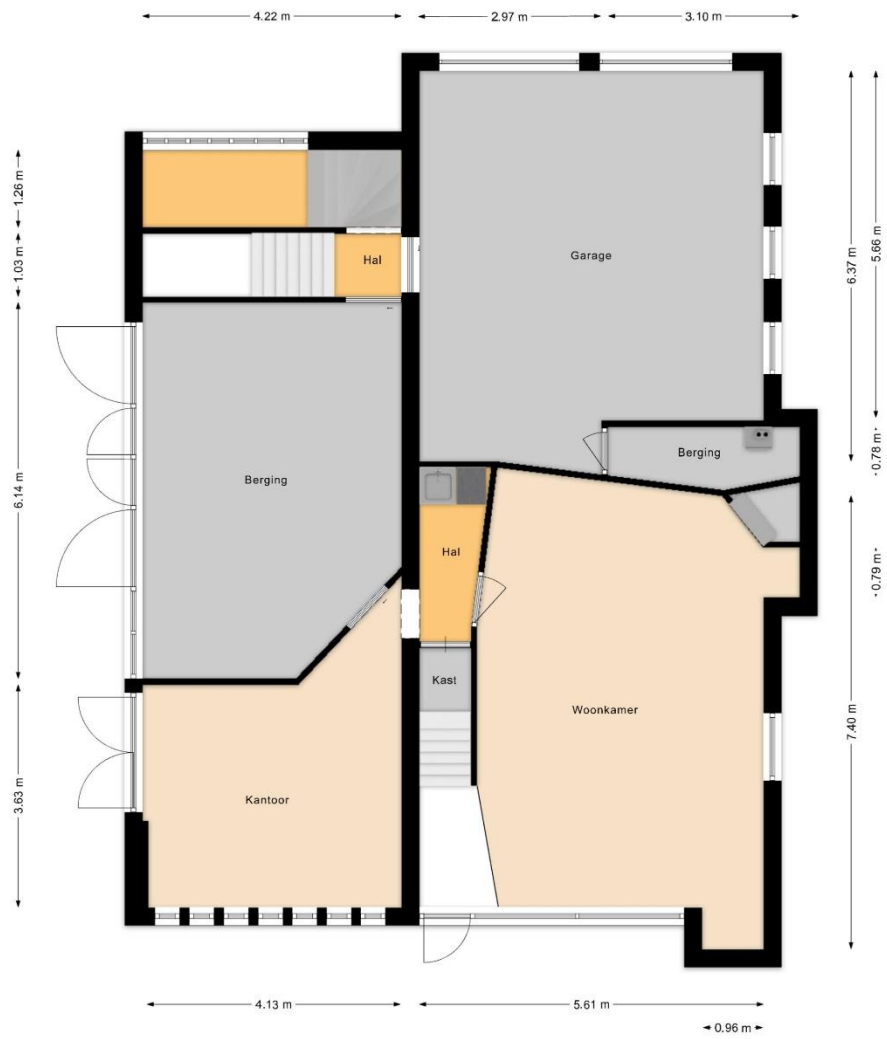 4.22 m
2.97 m
3.10 m
1.26 m
1.03 m
6.14 m
3.63 m
Hal
Garage
Berging
Berging
Hal
Kast
Woonkamer
Kantoor
6.37 m
5.66 m
0.78 m
0.79 m
7.40 m
4.13 m
5.61 m
0.96 m